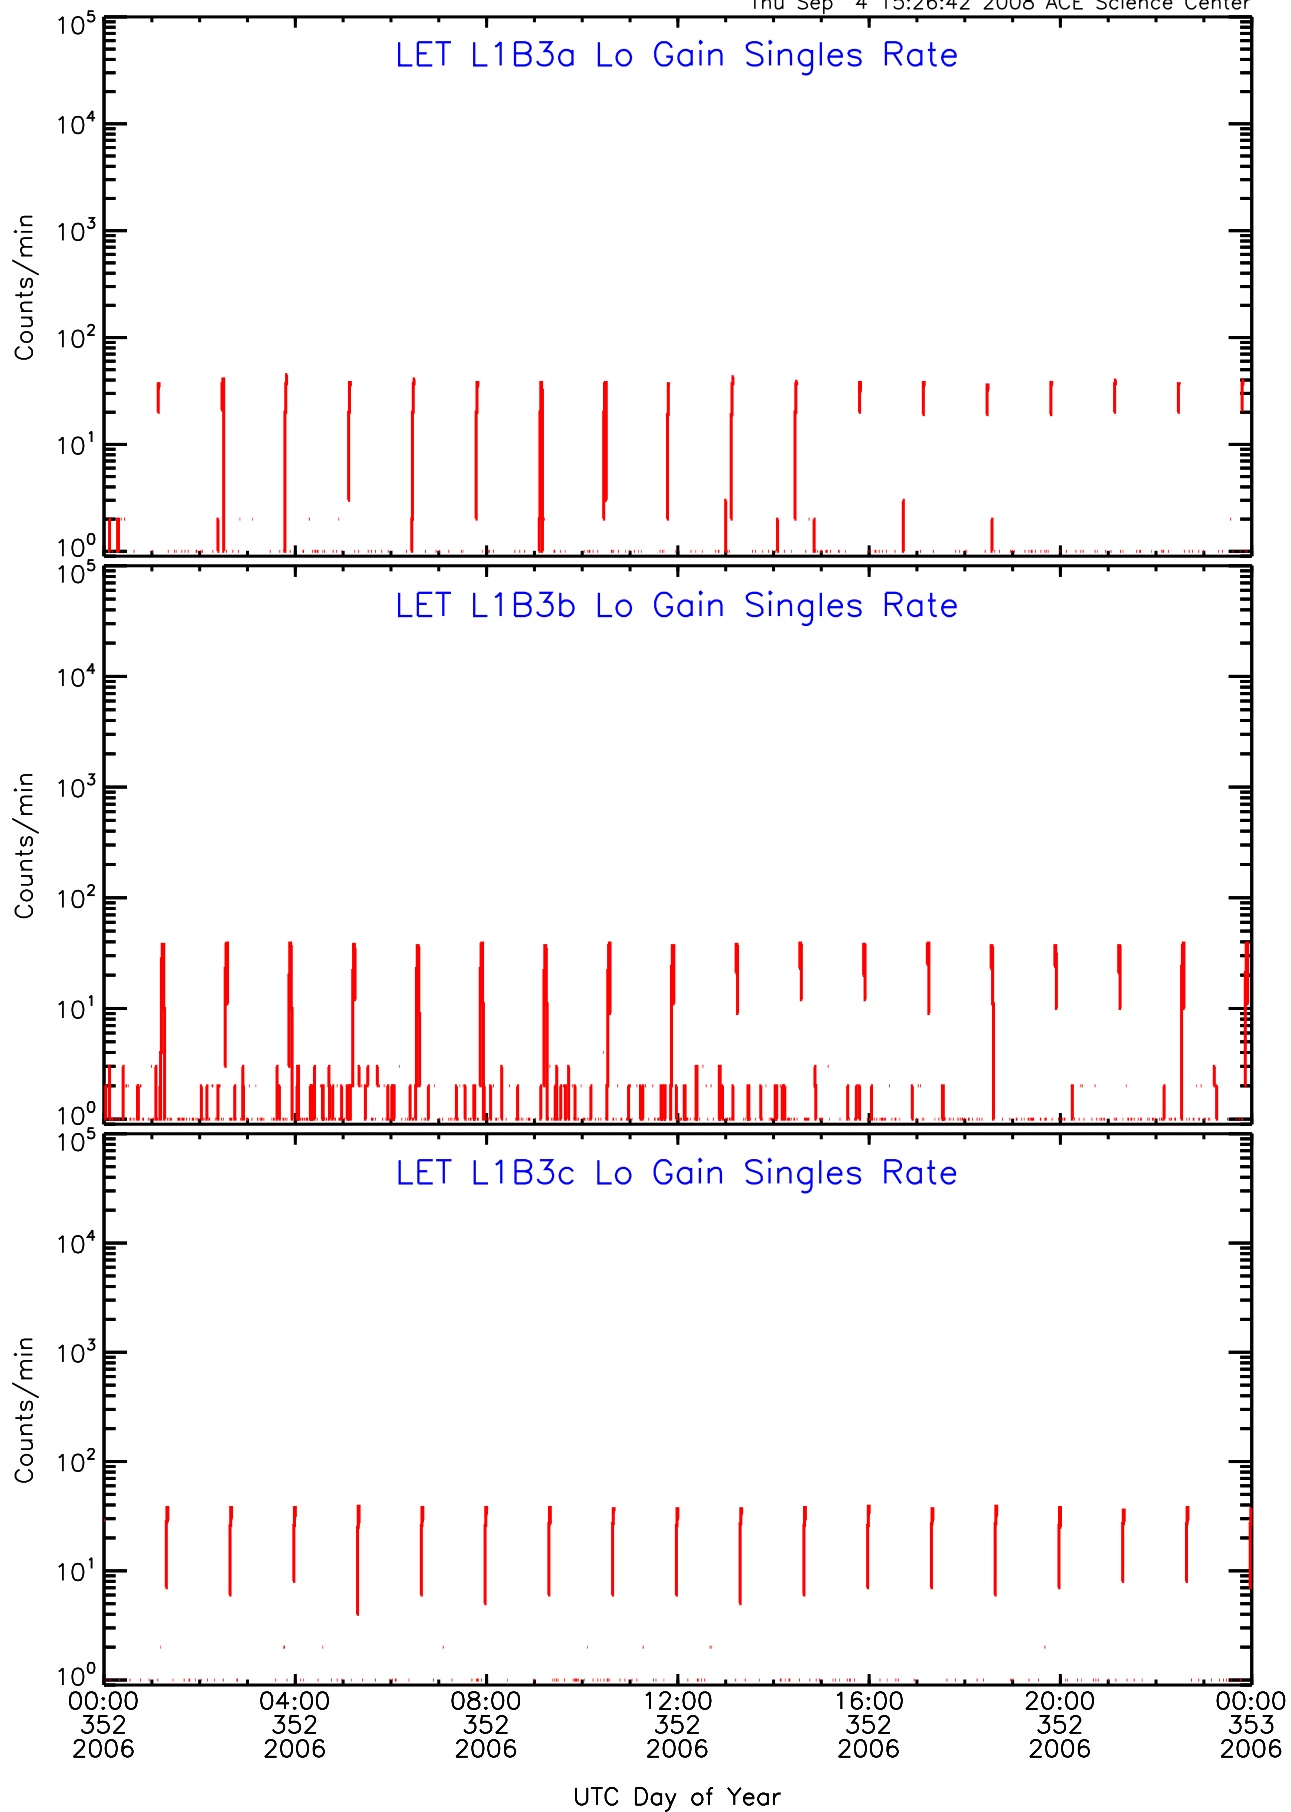 Thu Sep 4 15:26:42 2008 ACE Science Center
LET L1B3a Lo Gain Singles Rate
10^5
10^4
10^3
10^2
10^1
10^0
Counts/min
LET L1B3b Lo Gain Singles Rate
10^5
10^4
10^3
10^2
10^1
10^0
Counts/min
LET L1B3c Lo Gain Singles Rate
10^5
10^4
10^3
10^2
10^1
10^0
Counts/min
00:00 04:00 08:00 12:00 16:00 20:00 00:00
352 352 352 352 352 352 353
2006 2006 2006 2006 2006 2006 2006
UTC Day of Year